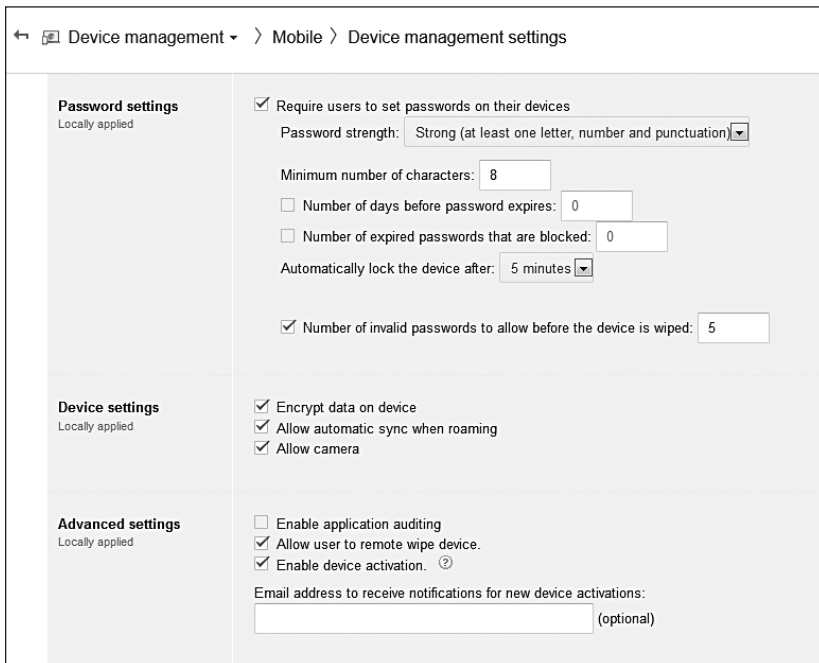 Device management > Mobile > Device management settings
Password settings
Locally applied
Require users to set passwords on their devices
Password strength: Strong (at least one letter, number and punctuation)
Minimum number of characters: 8
Number of days before password expires: 0
Number of expired passwords that are blocked: 0
Automatically lock the device after: 5 minutes
Number of invalid passwords to allow before the device is wiped: 5
Device settings
Locally applied
Encrypt data on device
Allow automatic sync when roaming
Allow camera
Advanced settings
Locally applied
Enable application auditing
Allow user to remote wipe device.
Enable device activation. ?
Email address to receive notifications for new device activations:
(optional)